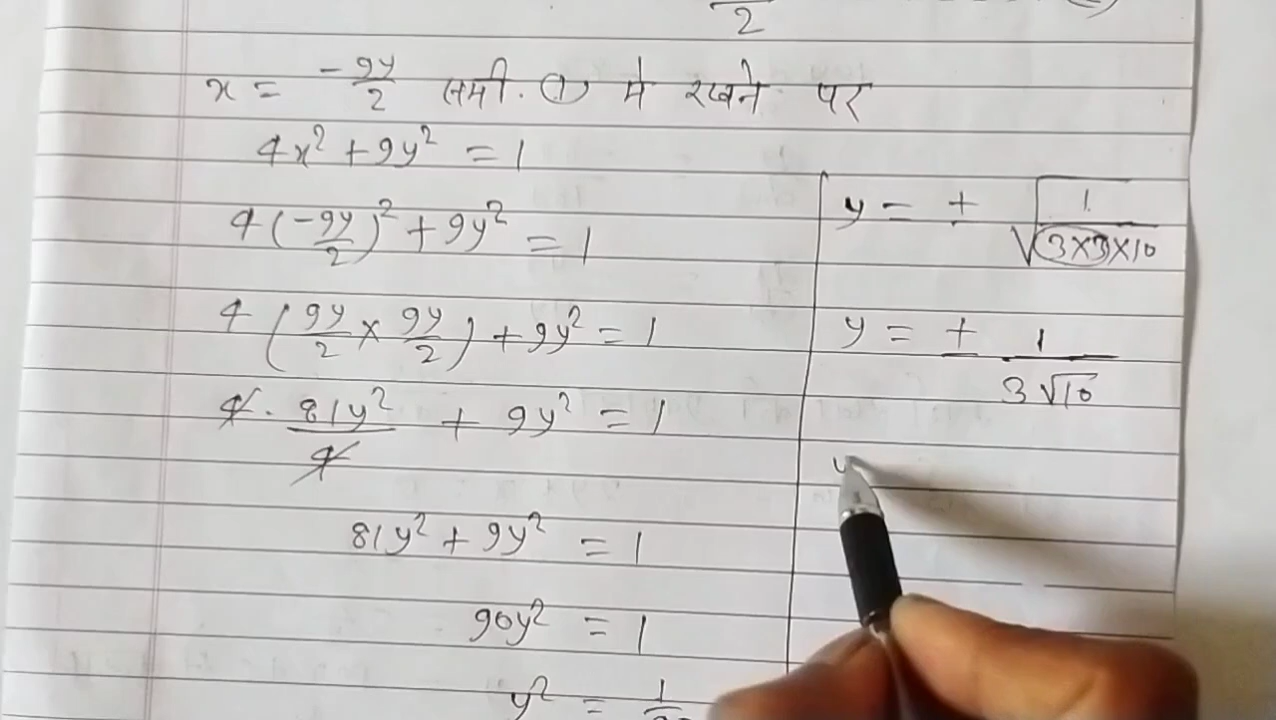 2
x = -9y/2 समी. ① मे रखने पर
4x² + 9y² = 1
4(-9y/2)² + 9y² = 1
4(9y/2 × 9y/2) + 9y² = 1
4 · 81y²/4 + 9y² = 1
81y² + 9y² = 1
90y² = 1
y² = 1
y = ± √(1/(3×3×10))
y = ± 1/(3√10)
y